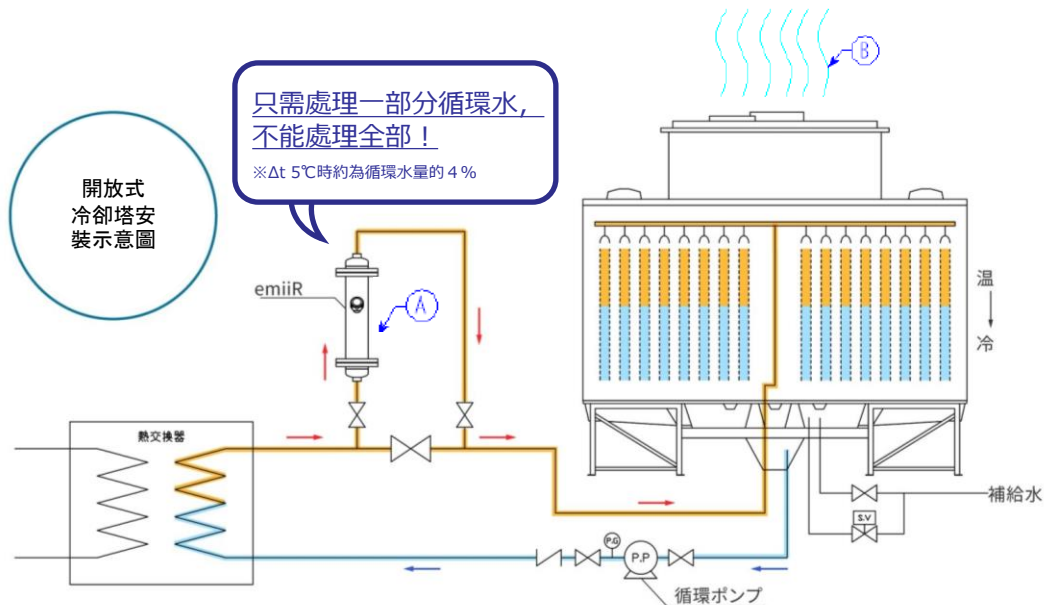 B
只需處理一部分循環水,
不能處理全部！
※Δt 5℃時約為循環水量的４%
開放式
冷卻塔安
裝示意圖
emiiR
A
温
冷
熱交換器
補給水
S.V
P.G
P.P
循環ポンプ